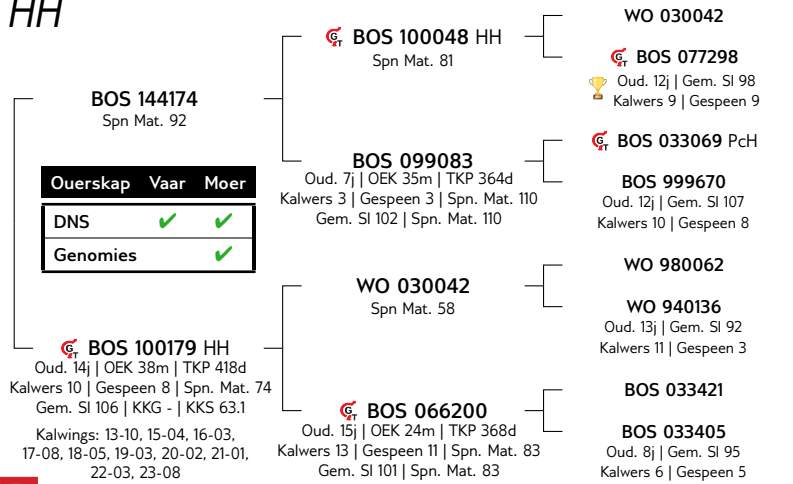 HH
BOS 144174
Spn Mat. 92
GT BOS 100048 HH
Spn Mat. 81
WO 030042
GT BOS 077298
Oud. 12j | Gem. SI 98
Kalwers 9 | Gespeen 9
BOS 099083
Oud. 7j | OEK 35m | TKP 364d
Kalwers 3 | Gespeen 3 | Spn. Mat. 110
Gem. SI 102 | Spn. Mat. 110
GT BOS 033069 PcH
BOS 999670
Oud. 12j | Gem. SI 107
Kalwers 10 | Gespeen 8
Ouerskap Vaar Moer
DNS ✔ ✔
Genomies ✔
GT BOS 100179 HH
Oud. 14j | OEK 38m | TKP 418d
Kalwers 10 | Gespeen 8 | Spn. Mat. 74
Gem. SI 106 | KKG - | KKS 63.1
Kalwings: 13-10, 15-04, 16-03,
17-08, 18-05, 19-03, 20-02, 21-01,
22-03, 23-08
WO 030042
Spn Mat. 58
WO 980062
WO 940136
Oud. 13j | Gem. SI 92
Kalwers 11 | Gespeen 3
GT BOS 066200
Oud. 15j | OEK 24m | TKP 368d
Kalwers 13 | Gespeen 11 | Spn. Mat. 83
Gem. SI 101 | Spn. Mat. 83
BOS 033421
BOS 033405
Oud. 8j | Gem. SI 95
Kalwers 6 | Gespeen 5